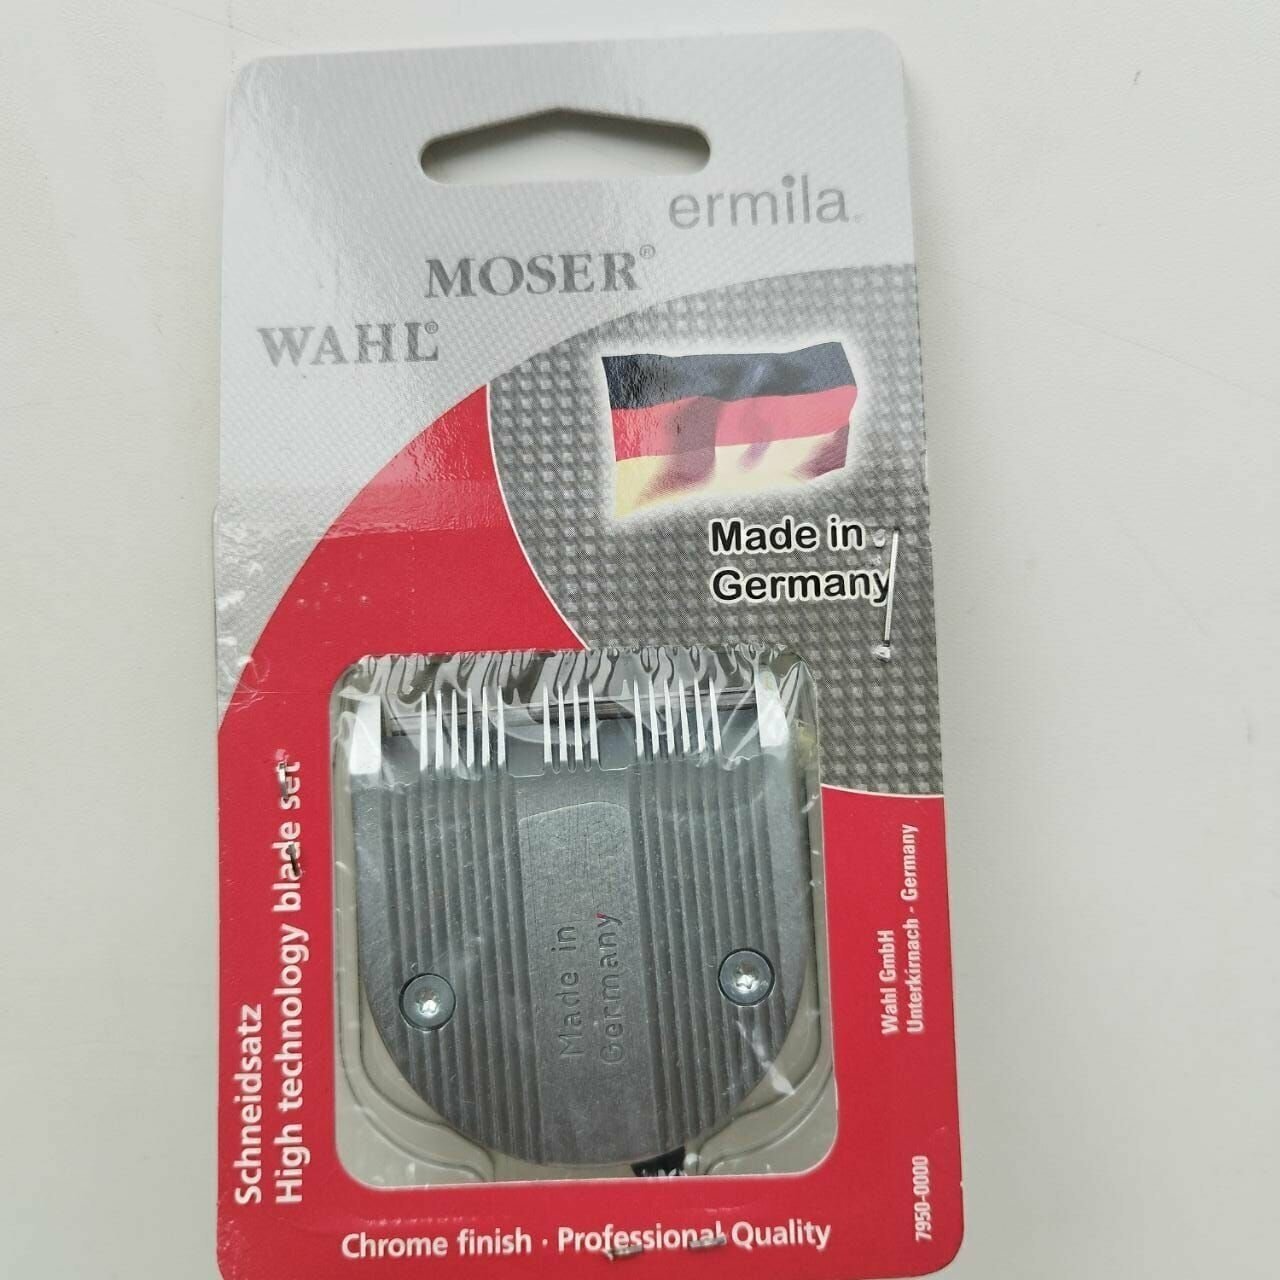 ermila®
MOSER®
WAHL®
Made in
Germany
Schneidsatz
High technology blade set
Made in
Germany
Wahl GmbH
Unterkirnach - Germany
7950-0000
Chrome finish · Professional Quality